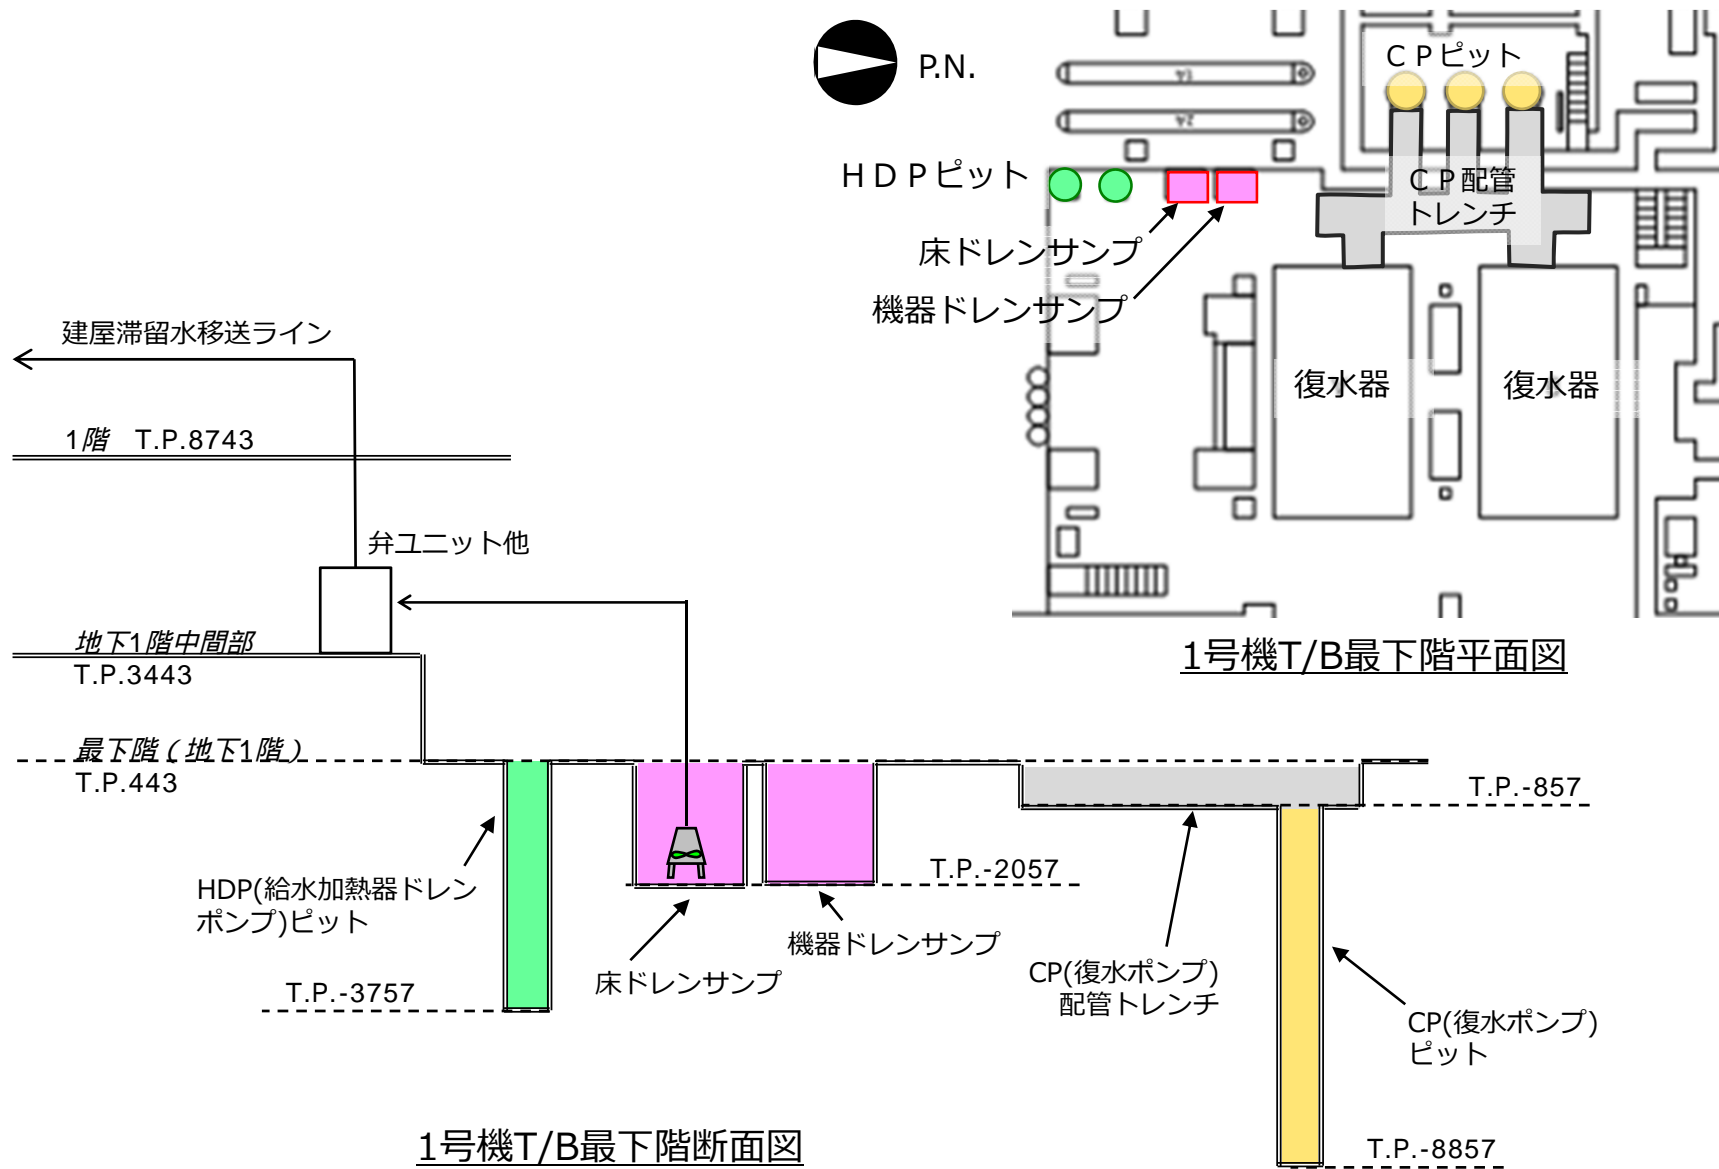 P.N.
ＣＰピット
1A
2A
ＨＤＰピット
ＣＰ配管
トレンチ
床ドレンサンプ
機器ドレンサンプ
復水器
復水器
1号機T/B最下階平面図
建屋滞留水移送ライン
1階　T.P.8743
弁ユニット他
地下1階中間部
T.P.3443
最下階（地下1階）
T.P.443
T.P.-857
T.P.-2057
HDP(給水加熱器ドレン
ポンプ)ピット
機器ドレンサンプ
床ドレンサンプ
CP(復水ポンプ)
配管トレンチ
T.P.-3757
CP(復水ポンプ)
ピット
T.P.-8857
1号機T/B最下階断面図